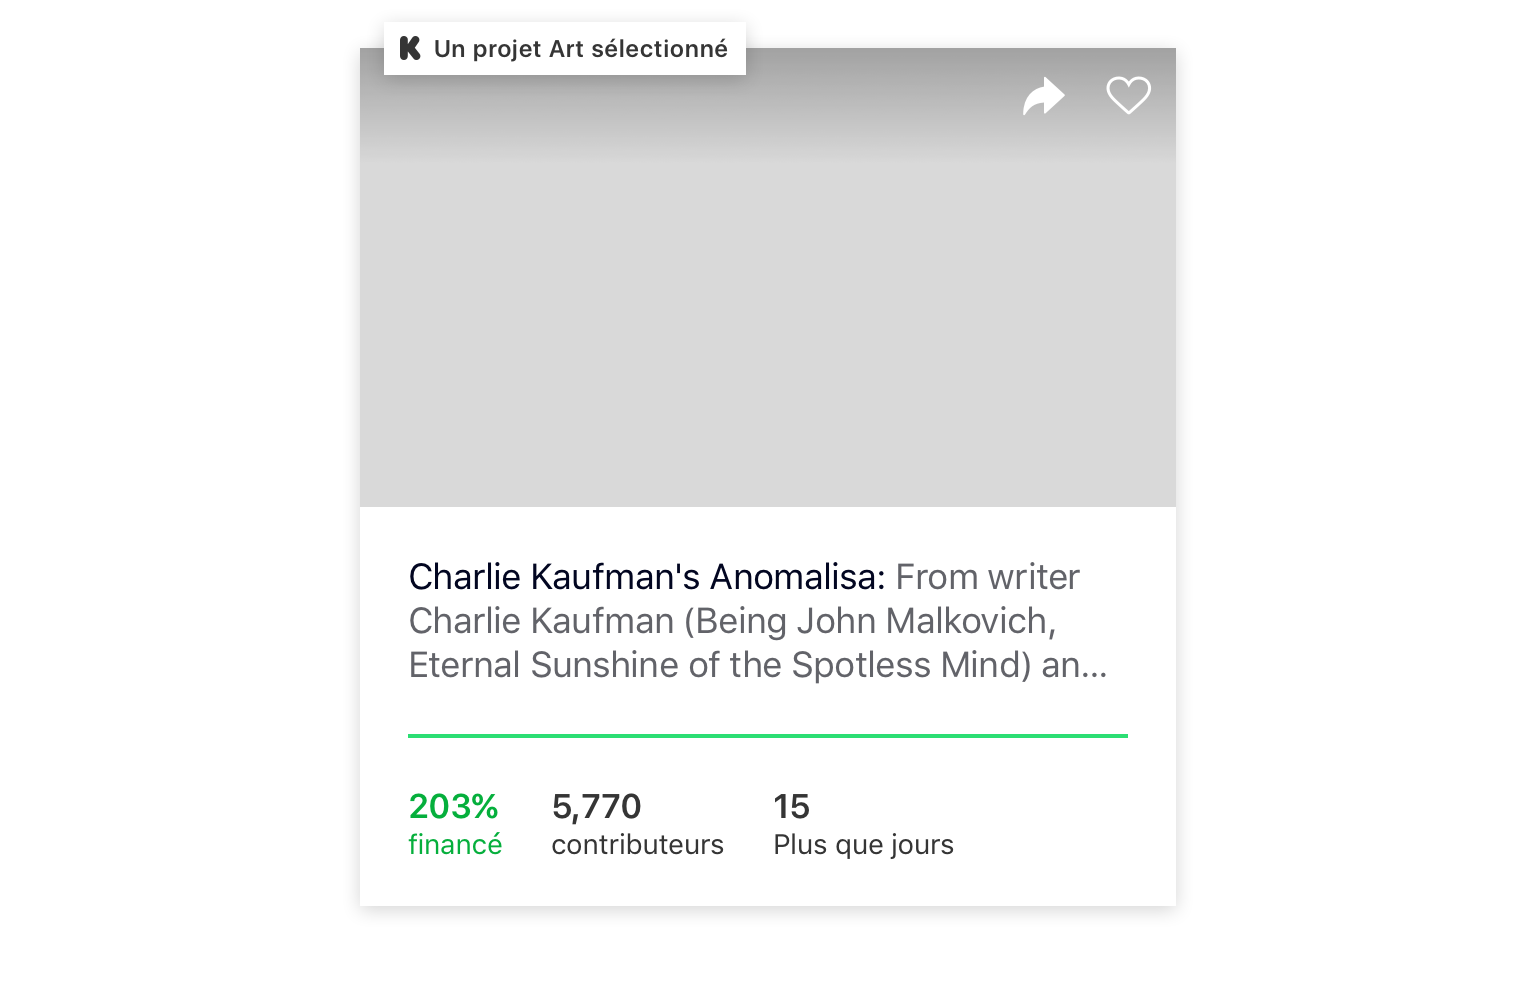 Un projet Art sélectionné
Charlie Kaufman's Anomalisa: From writer
Charlie Kaufman (Being John Malkovich,
Eternal Sunshine of the Spotless Mind) an...
203% 5,770 15
financé contributeurs Plus que jours